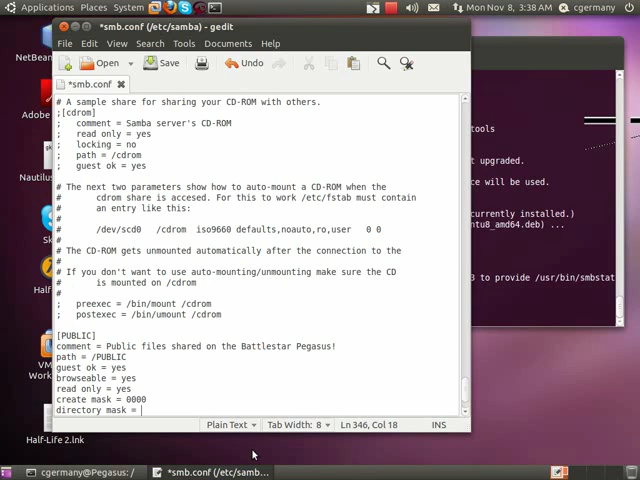 Applications Places System
Mon Nov 8, 3:38 AM cgermany
*smb.conf (/etc/samba) - gedit
File Edit View Search Tools Documents Help
Open Save Undo
*smb.conf
# A sample share for sharing your CD-ROM with others.
;[cdrom]
;   comment = Samba server's CD-ROM
;   read only = yes
;   locking = no
;   path = /cdrom
;   guest ok = yes
# The next two parameters show how to auto-mount a CD-ROM when the
#       cdrom share is accesed. For this to work /etc/fstab must contain
#       an entry like this:
#
#       /dev/scd0   /cdrom  iso9660 defaults,noauto,ro,user   0 0
#
# The CD-ROM gets unmounted automatically after the connection to the
#
# If you don't want to use auto-mounting/unmounting make sure the CD
#       is mounted on /cdrom
#
;   preexec = /bin/mount /cdrom
;   postexec = /bin/umount /cdrom
[PUBLIC]
comment = Public files shared on the Battlestar Pegasus!
path = /PUBLIC
guest ok = yes
browseable = yes
read only = yes
create mask = 0000
directory mask =
Plain Text Tab Width: 8 Ln 346, Col 18 INS
NetBea
Adobe
Nautilus
Sk
Half-
VM
Work
Half-Life 2.lnk
tools
t upgraded.
ce will be used.
currently installed.)
ntu8_amd64.deb) ...
3 to provide /usr/bin/smbstat
cgermany@Pegasus: /
*smb.conf (/etc/samb...